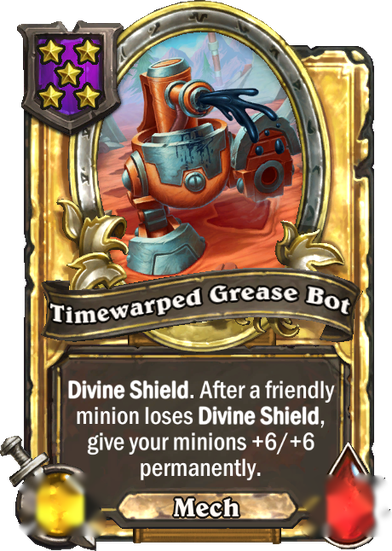 Timewarped Grease Bot
Divine Shield. After a friendly
minion loses Divine Shield,
give your minions +6/+6
permanently.
Mech